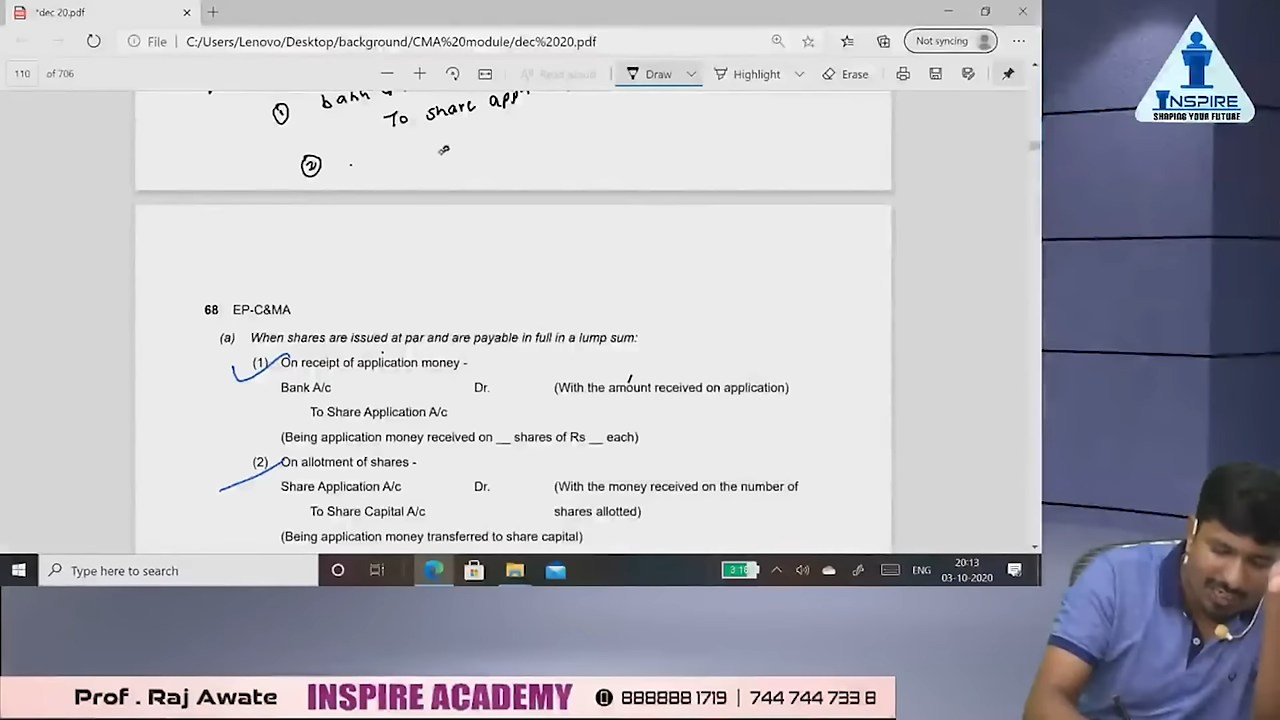 *dec 20.pdf
File C:/Users/Lenovo/Desktop/background/CMA%20module/dec%2020.pdf Not syncing
110 of 706 Read aloud Draw Highlight Erase
INSPIRE
SHAPING YOUR FUTURE
① bank
To share app
②
68 EP-C&MA
(a) When shares are issued at par and are payable in full in a lump sum:
(1) On receipt of application money -
Bank A/c Dr. (With the amount received on application)
To Share Application A/c
(Being application money received on __ shares of Rs __ each)
(2) On allotment of shares -
Share Application A/c Dr. (With the money received on the number of
To Share Capital A/c shares allotted)
(Being application money transferred to share capital)
Type here to search 3:18 ENG 20:13
03-10-2020
Prof . Raj Awate INSPIRE ACADEMY 888888 1719 | 744 744 733 8